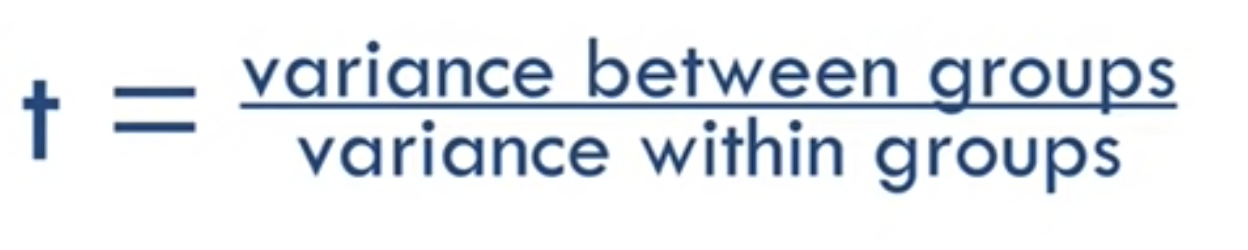 t = variance between groups
variance within groups